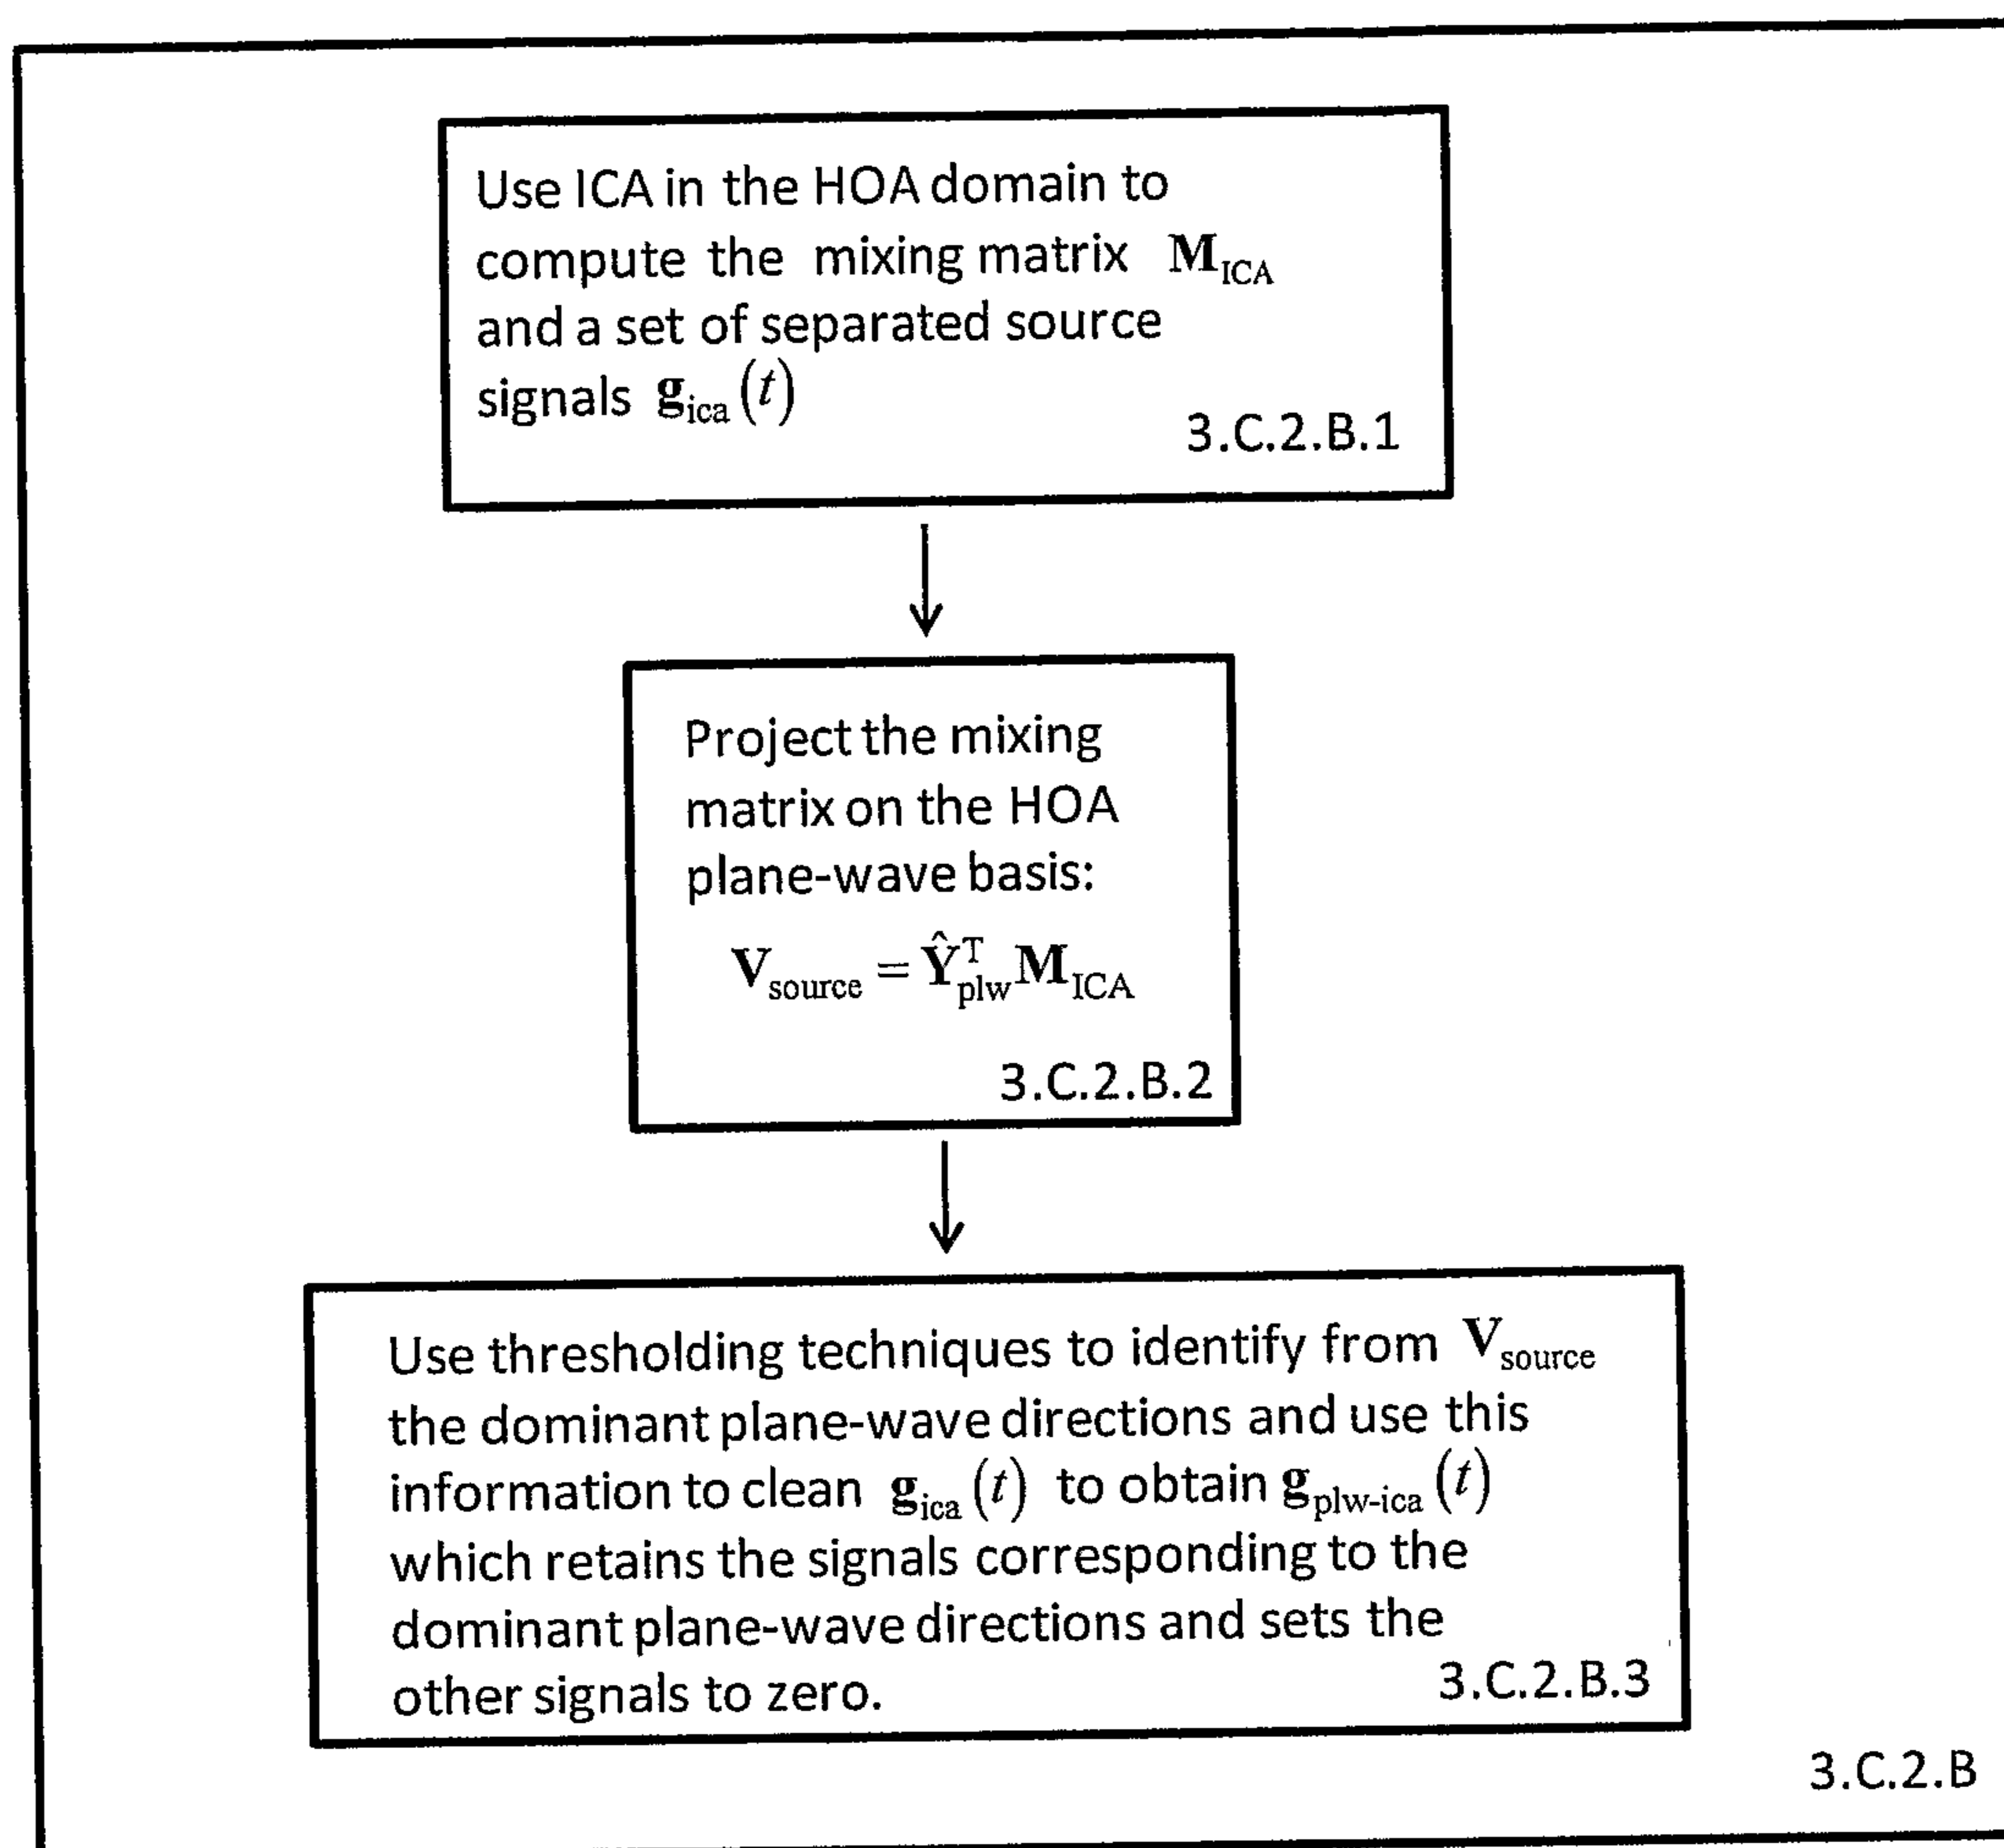 Use ICA in the HOA domain to
compute the mixing matrix M_ICA
and a set of separated source
signals g_ica(t)
3.C.2.B.1
Project the mixing
matrix on the HOA
plane-wave basis:
V_source = Ŷ^T_plw M_ICA
3.C.2.B.2
Use thresholding techniques to identify from V_source
the dominant plane-wave directions and use this
information to clean g_ica(t) to obtain g_plw-ica(t)
which retains the signals corresponding to the
dominant plane-wave directions and sets the
other signals to zero.
3.C.2.B.3
3.C.2.B